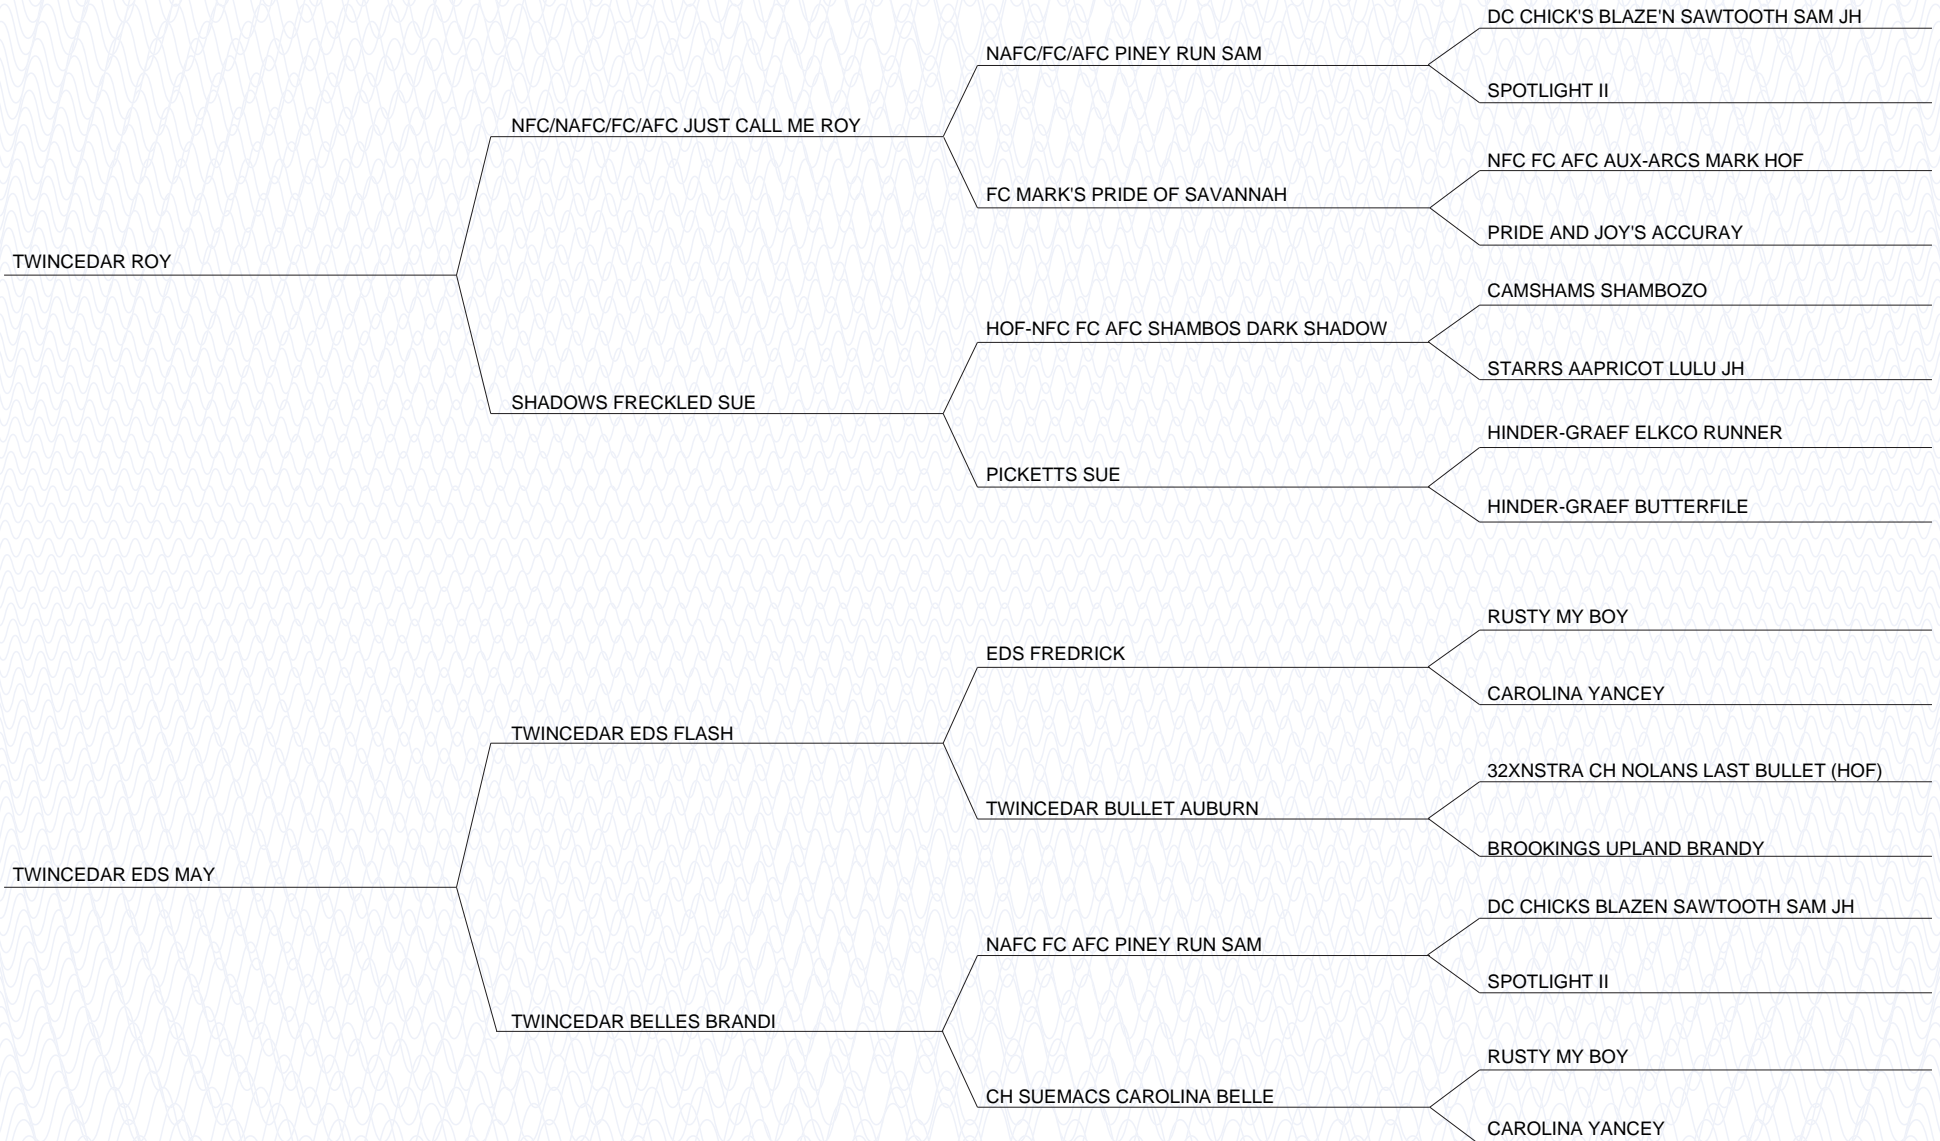 DC CHICK'S BLAZE'N SAWTOOTH SAM JH
NAFC/FC/AFC PINEY RUN SAM
SPOTLIGHT II
NFC/NAFC/FC/AFC JUST CALL ME ROY
NFC FC AFC AUX-ARCS MARK HOF
FC MARK'S PRIDE OF SAVANNAH
PRIDE AND JOY'S ACCURAY
TWINCEDAR ROY
CAMSHAMS SHAMBOZO
HOF-NFC FC AFC SHAMBOS DARK SHADOW
STARRS AAPRICOT LULU JH
SHADOWS FRECKLED SUE
HINDER-GRAEF ELKCO RUNNER
PICKETTS SUE
HINDER-GRAEF BUTTERFILE
RUSTY MY BOY
EDS FREDRICK
CAROLINA YANCEY
TWINCEDAR EDS FLASH
32XNSTRA CH NOLANS LAST BULLET (HOF)
TWINCEDAR BULLET AUBURN
BROOKINGS UPLAND BRANDY
TWINCEDAR EDS MAY
DC CHICKS BLAZEN SAWTOOTH SAM JH
NAFC FC AFC PINEY RUN SAM
SPOTLIGHT II
TWINCEDAR BELLES BRANDI
RUSTY MY BOY
CH SUEMACS CAROLINA BELLE
CAROLINA YANCEY